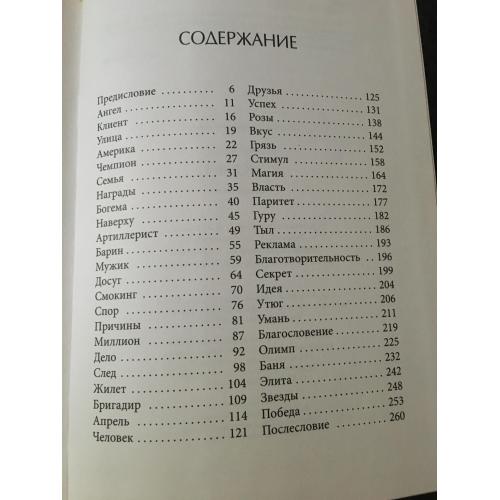 СОДЕРЖАНИЕ
Предисловие .......... 6
Ангел .......... 11
Клиент .......... 16
Улица .......... 19
Америка .......... 22
Чемпион .......... 27
Семья .......... 31
Награды .......... 35
Богема .......... 40
Наверху .......... 45
Артиллерист .......... 49
Барин .......... 55
Мужик .......... 59
Досуг .......... 64
Смокинг .......... 70
Спор .......... 76
Причины .......... 81
Миллион .......... 87
Дело .......... 92
След .......... 98
Жилет .......... 104
Бригадир .......... 109
Апрель .......... 114
Человек .......... 121
Друзья .......... 125
Успех .......... 131
Розы .......... 138
Вкус .......... 144
Грязь .......... 152
Стимул .......... 158
Магия .......... 164
Власть .......... 172
Паритет .......... 177
Гуру .......... 182
Тыл .......... 186
Реклама .......... 193
Благотворительность .. 196
Секрет .......... 199
Идея .......... 204
Утюг .......... 206
Умань .......... 211
Благословение .......... 219
Олимп .......... 225
Баня .......... 232
Элита .......... 242
Звезды .......... 248
Победа .......... 253
Послесловие .......... 260